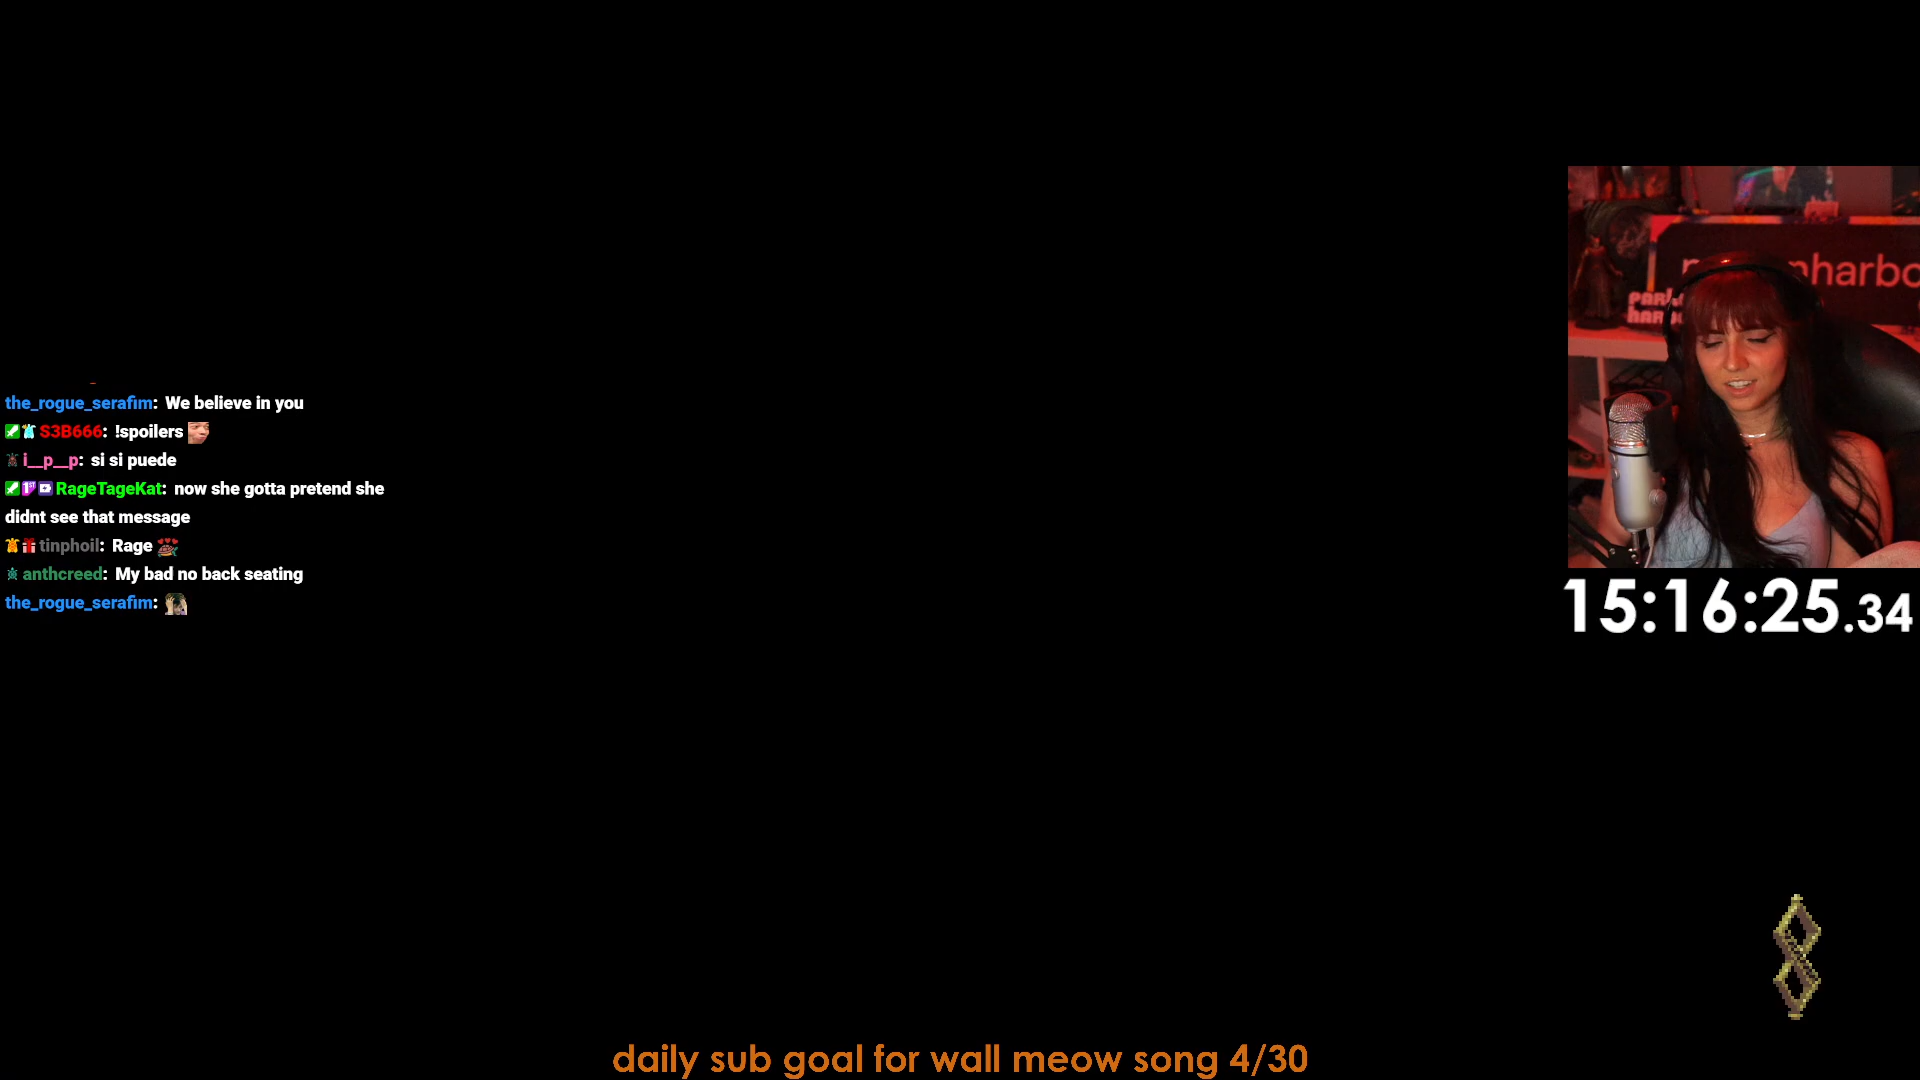 the_rogue_serafim: We believe in you
S3B666: !spoilers
i__p__p: si si puede
RageTageKat: now she gotta pretend she
didnt see that message
tinphoil: Rage
anthcreed: My bad no back seating
the_rogue_serafim:
nharbo
15:16:25.34
daily sub goal for wall meow song 4/30